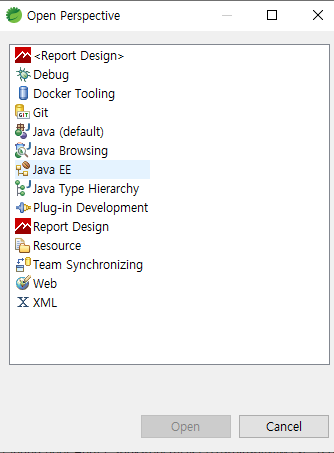 Open Perspective
<Report Design>
Debug
Docker Tooling
Git
Java (default)
Java Browsing
Java EE
Java Type Hierarchy
Plug-in Development
Report Design
Resource
Team Synchronizing
Web
XML
Open
Cancel